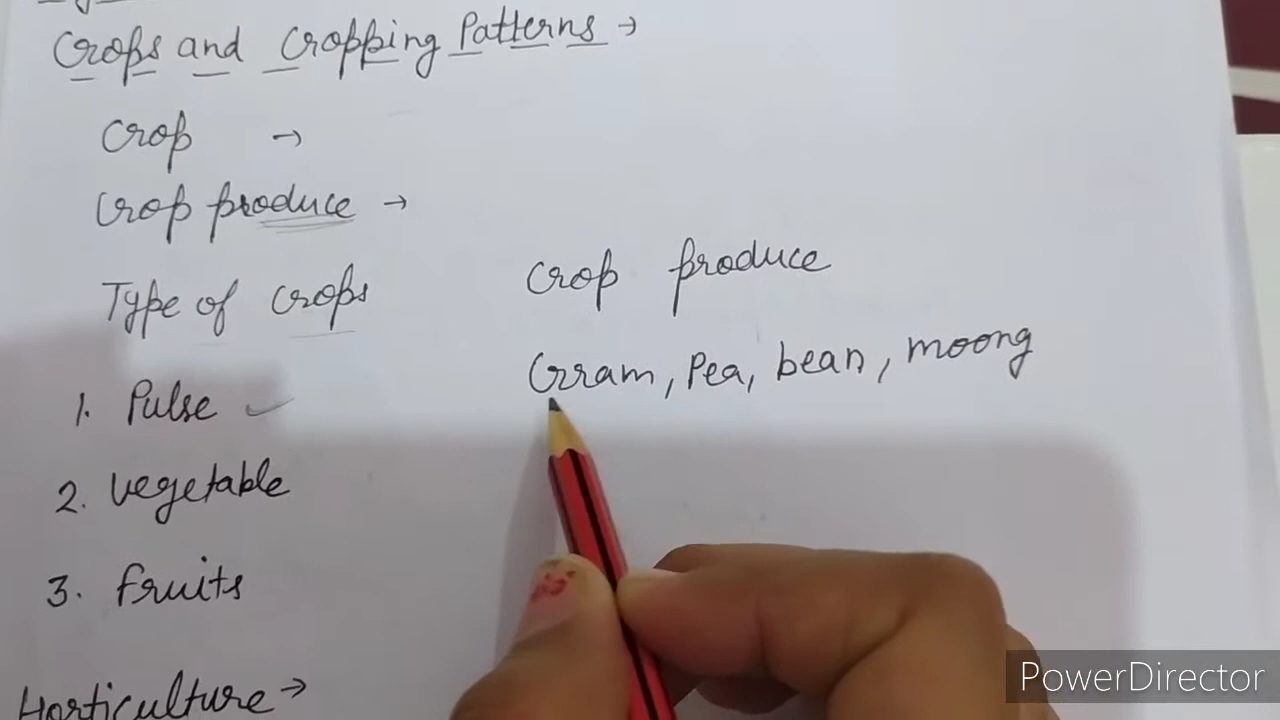 Crops and Cropping Patterns →
Crop →
Crop produce →
Type of crops
Crop produce
1. Pulse ✓
Gram, Pea, bean, moong
2. vegetable
3. fruits
Horticulture →
PowerDirector